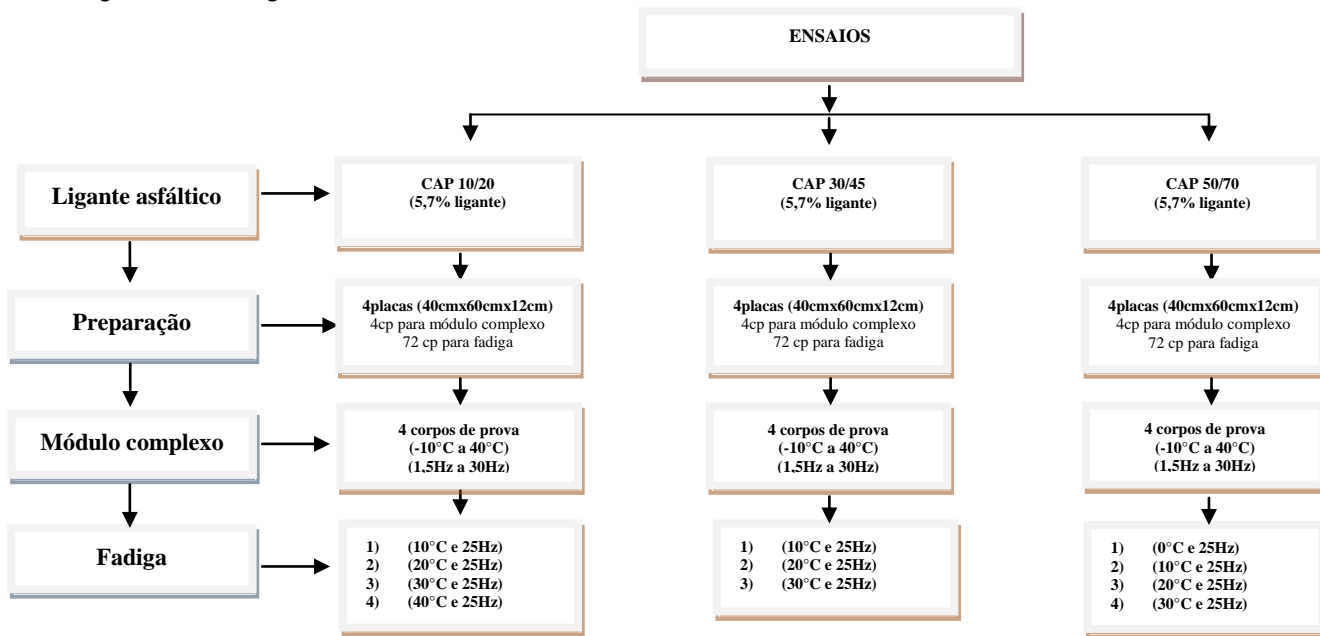 ENSAIOS
Ligante asfáltico
CAP 10/20
(5,7% ligante)
CAP 30/45
(5,7% ligante)
CAP 50/70
(5,7% ligante)
Preparação
4placas (40cmx60cmx12cm)
4cp para módulo complexo
72 cp para fadiga
4placas (40cmx60cmx12cm)
4cp para módulo complexo
72 cp para fadiga
4placas (40cmx60cmx12cm)
4cp para módulo complexo
72 cp para fadiga
Módulo complexo
4 corpos de prova
(-10°C a 40°C)
(1,5Hz a 30Hz)
4 corpos de prova
(-10°C a 40°C)
(1,5Hz a 30Hz)
4 corpos de prova
(-10°C a 40°C)
(1,5Hz a 30Hz)
Fadiga
1) (10°C e 25Hz)
2) (20°C e 25Hz)
3) (30°C e 25Hz)
4) (40°C e 25Hz)
1) (10°C e 25Hz)
2) (20°C e 25Hz)
3) (30°C e 25Hz)
1) (0°C e 25Hz)
2) (10°C e 25Hz)
3) (20°C e 25Hz)
4) (30°C e 25Hz)